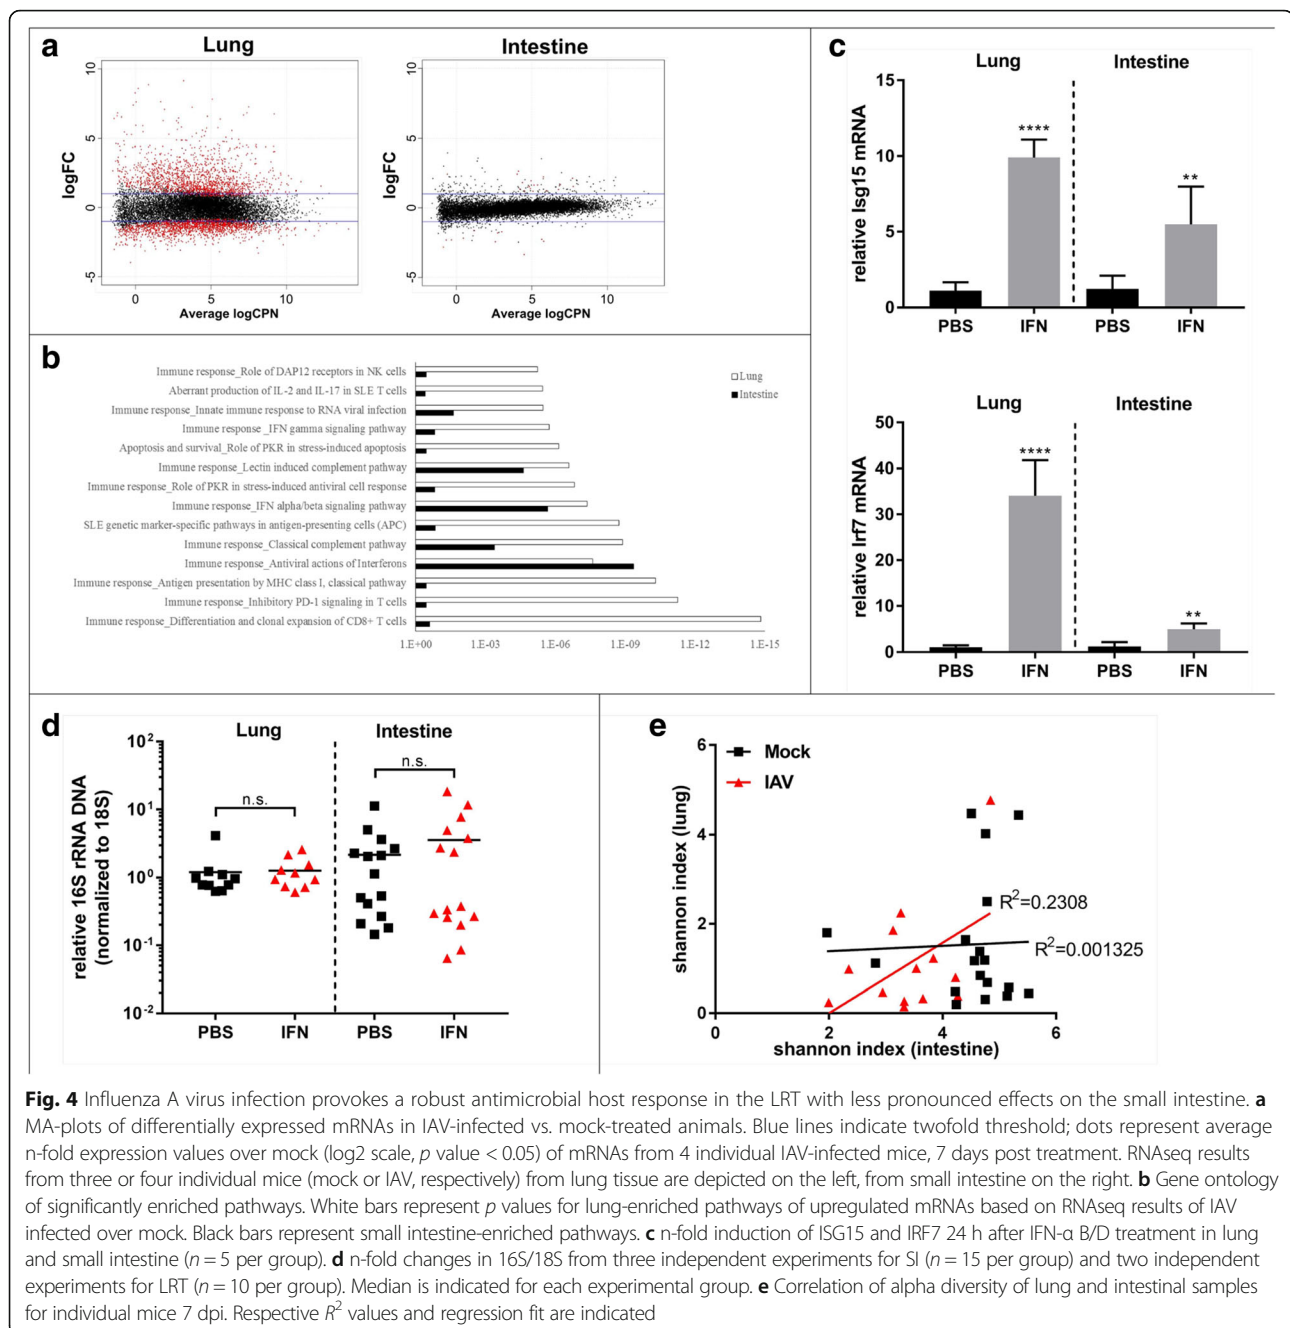 a
Lung
Intestine
logFC
10
5
0
-5
0
5
10
Average logCPN
logFC
10
5
0
-5
0
5
10
Average logCPN
b
Immune response_Role of DAP12 receptors in NK cells
Aberrant production of IL-2 and IL-17 in SLE T cells
Immune response_Innate immune response to RNA viral infection
Immune response _IFN gamma signaling pathway
Apoptosis and survival_Role of PKR in stress-induced apoptosis
Immune response_Lectin induced complement pathway
Immune response_Role of PKR in stress-induced antiviral cell response
Immune response_IFN alpha/beta signaling pathway
SLE genetic marker-specific pathways in antigen-presenting cells (APC)
Immune response_Classical complement pathway
Immune response_Antiviral actions of Interferons
Immune response_Antigen presentation by MHC class I, classical pathway
Immune response_Inhibitory PD-1 signaling in T cells
Immune response_Differentiation and clonal expansion of CD8+ T cells
1.E+00 1.E-03 1.E-06 1.E-09 1.E-12 1.E-15
Lung
Intestine
c
Lung Intestine
relative Isg15 mRNA
15
10
5
0
****
**
PBS IFN PBS IFN
Lung Intestine
relative Irf7 mRNA
50
40
30
20
10
0
****
**
PBS IFN PBS IFN
d
Lung Intestine
relative 16S rRNA DNA
(normalized to 18S)
10²
10¹
10⁰
10⁻¹
10⁻²
n.s.
n.s.
PBS IFN PBS IFN
e
Mock
IAV
shannon index (lung)
6
4
2
0
R²=0.2308
R²=0.001325
0 2 4 6
shannon index (intestine)
Fig. 4 Influenza A virus infection provokes a robust antimicrobial host response in the LRT with less pronounced effects on the small intestine. a
MA-plots of differentially expressed mRNAs in IAV-infected vs. mock-treated animals. Blue lines indicate twofold threshold; dots represent average
n-fold expression values over mock (log2 scale, p value < 0.05) of mRNAs from 4 individual IAV-infected mice, 7 days post treatment. RNAseq results
from three or four individual mice (mock or IAV, respectively) from lung tissue are depicted on the left, from small intestine on the right. b Gene ontology
of significantly enriched pathways. White bars represent p values for lung-enriched pathways of upregulated mRNAs based on RNAseq results of IAV
infected over mock. Black bars represent small intestine-enriched pathways. c n-fold induction of ISG15 and IRF7 24 h after IFN-α B/D treatment in lung
and small intestine (n = 5 per group). d n-fold changes in 16S/18S from three independent experiments for SI (n = 15 per group) and two independent
experiments for LRT (n = 10 per group). Median is indicated for each experimental group. e Correlation of alpha diversity of lung and intestinal samples
for individual mice 7 dpi. Respective R² values and regression fit are indicated